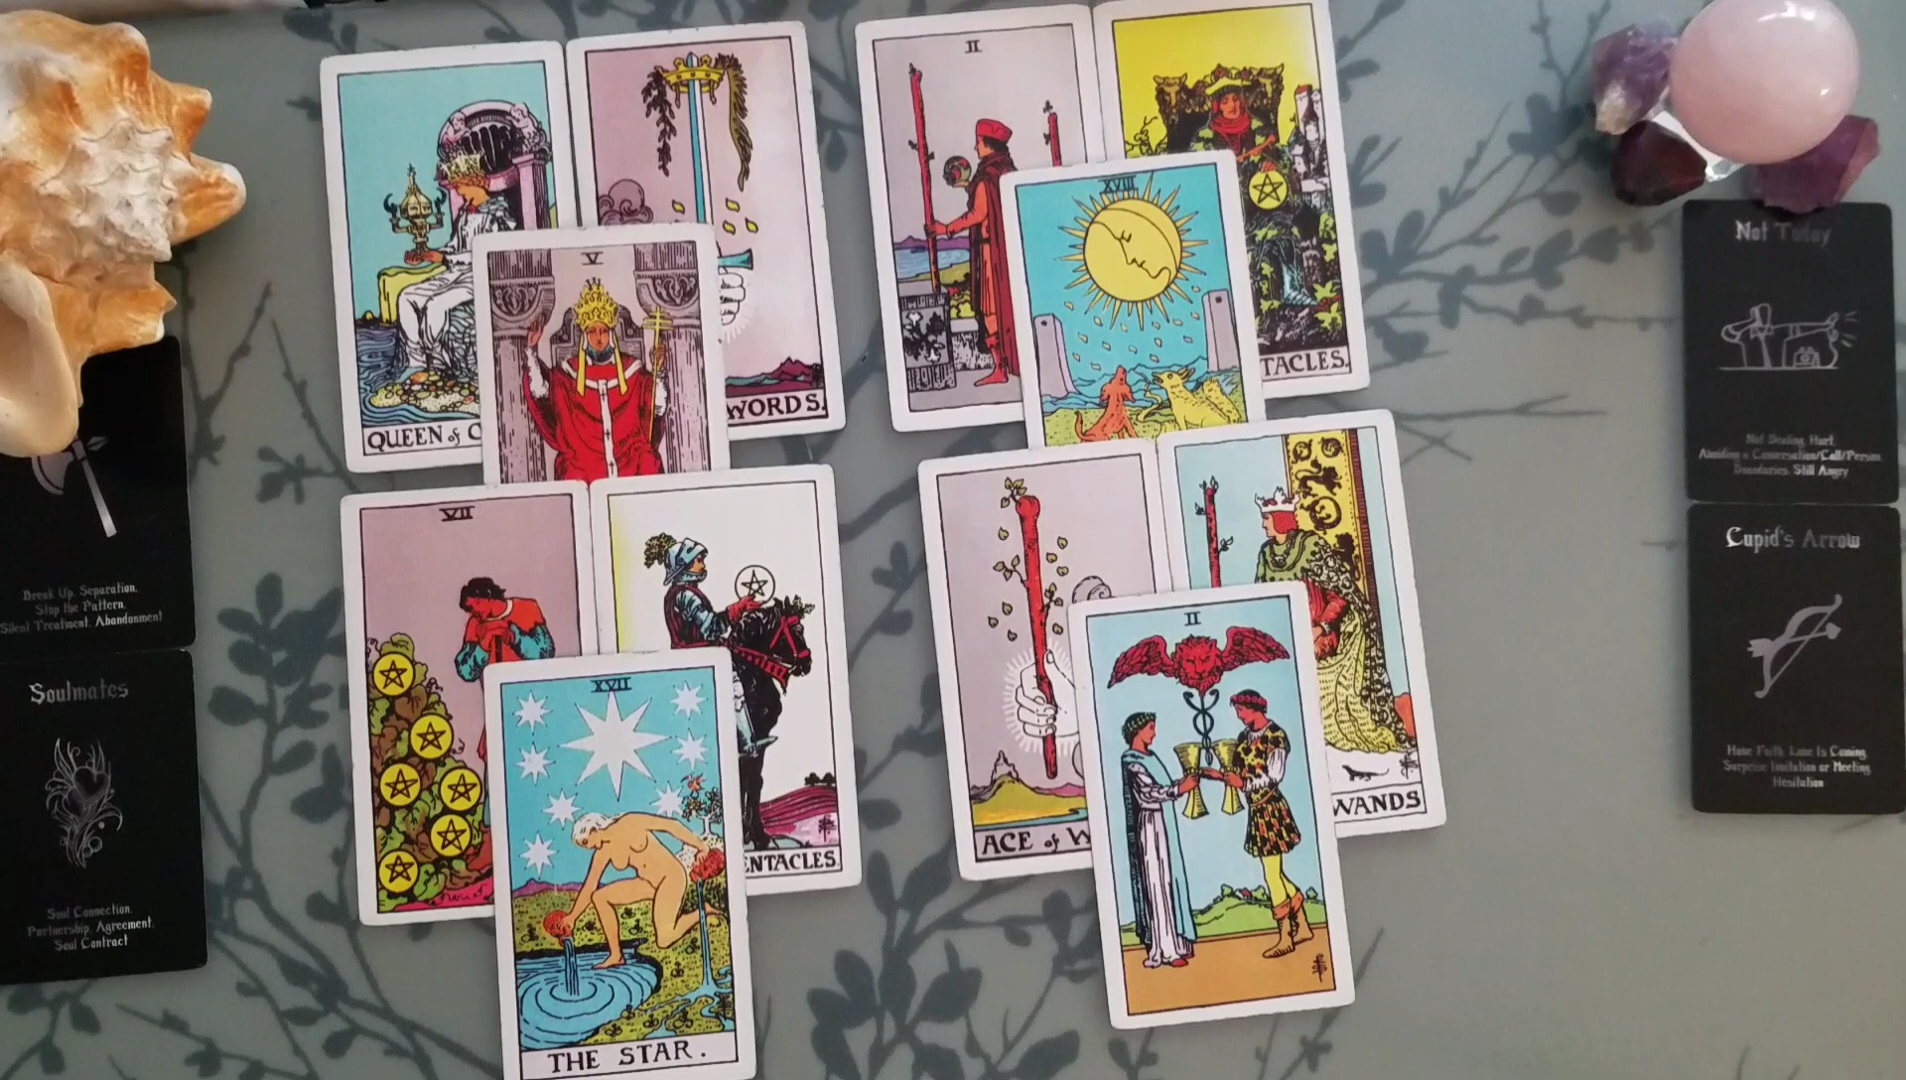 QUEEN of C
WORDS.
V
VII
ENTACLES.
XVII
THE STAR.
II
TACLES.
XVIII
ACE of W
WANDS
II
Break Up, Separation,
Stop the Pattern,
Silent Treatment, Abandonment
Soulmates
Soul Connection,
Partnership, Agreement,
Soul Contract
Not Today
Not Dealing, Hurt,
Avoiding a Conversation/Call/Person
Boundaries, Still Angry
Cupid's Arrow
Have Faith, Love Is Coming,
Surprise Invitation or Meeting,
Hesitation